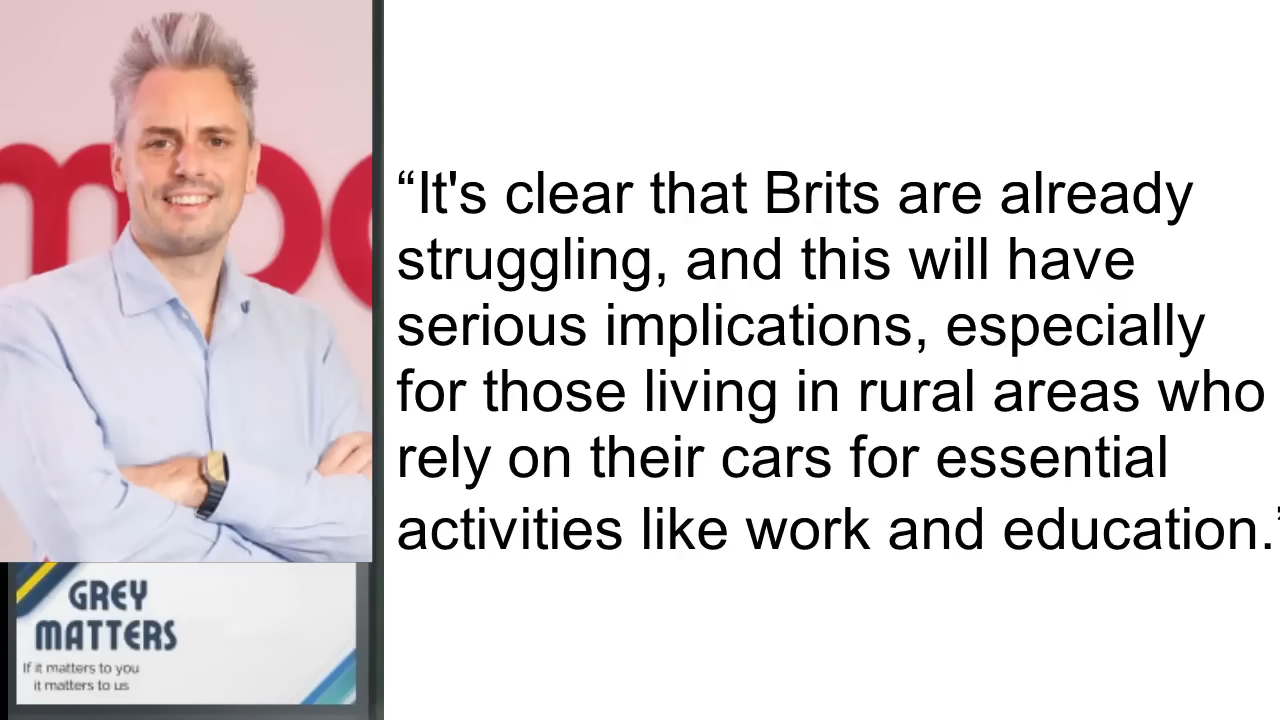 “It's clear that Brits are already
struggling, and this will have
serious implications, especially
for those living in rural areas who
rely on their cars for essential
activities like work and education.”
GREY
MATTERS
If it matters to you
it matters to us